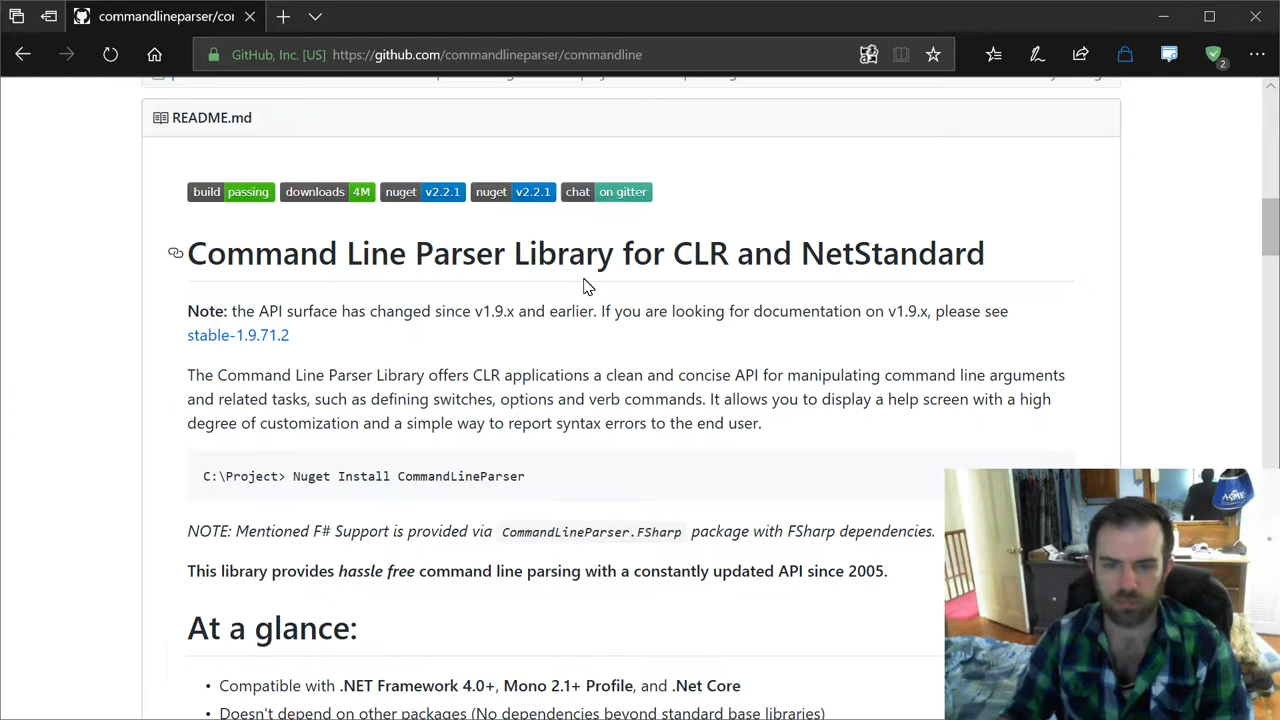 commandlineparser/cor
GitHub, Inc. [US] https://github.com/commandlineparser/commandline
2
README.md
build passing downloads 4M nuget v2.2.1 nuget v2.2.1 chat on gitter
Command Line Parser Library for CLR and NetStandard
Note: the API surface has changed since v1.9.x and earlier. If you are looking for documentation on v1.9.x, please see
stable-1.9.71.2
The Command Line Parser Library offers CLR applications a clean and concise API for manipulating command line arguments
and related tasks, such as defining switches, options and verb commands. It allows you to display a help screen with a high
degree of customization and a simple way to report syntax errors to the end user.
C:\Project> Nuget Install CommandLineParser
NOTE: Mentioned F# Support is provided via CommandLineParser.FSharp package with FSharp dependencies.
This library provides hassle free command line parsing with a constantly updated API since 2005.
At a glance:
• Compatible with .NET Framework 4.0+, Mono 2.1+ Profile, and .Net Core
• Doesn't depend on other packages (No dependencies beyond standard base libraries)
ACME